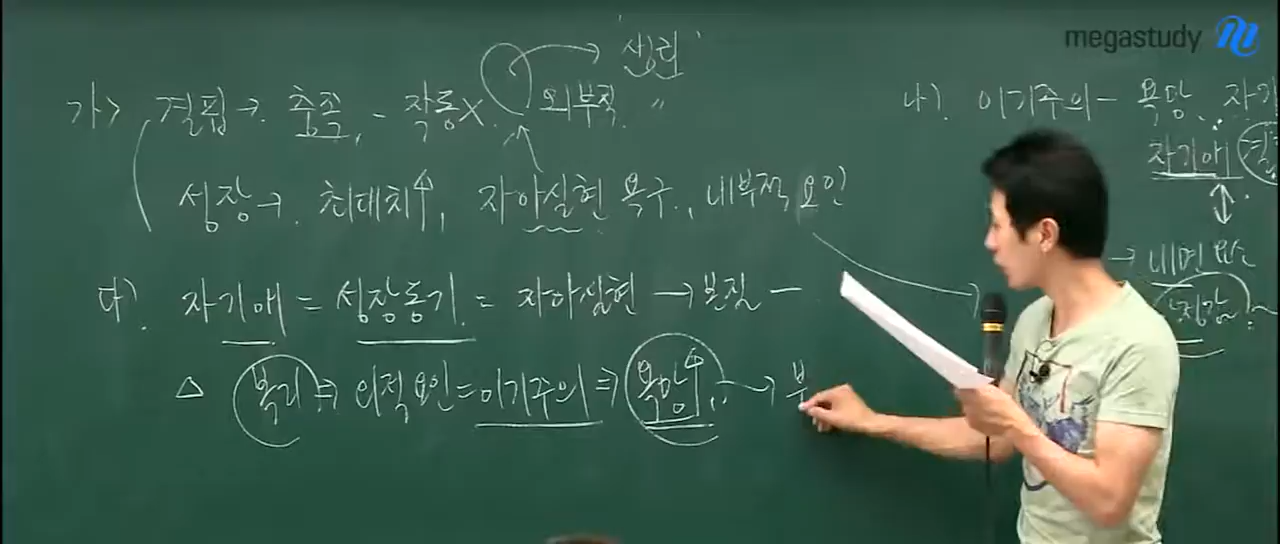 megastudy
'생리'
가> 결핍 → 충족, - 작동X. 외부적 〃
성장 → 최대치↑, 자아실현 욕구, 내부적 요인
다). 자기애 = 성장동기 = 자아실현 → 본질 —
△ 복리 ⇒ 외적 요인 = 이기주의 ⇒ 욕망↑ → 부
나). 이기주의 - 욕망, 자기
자기애
→ 내면